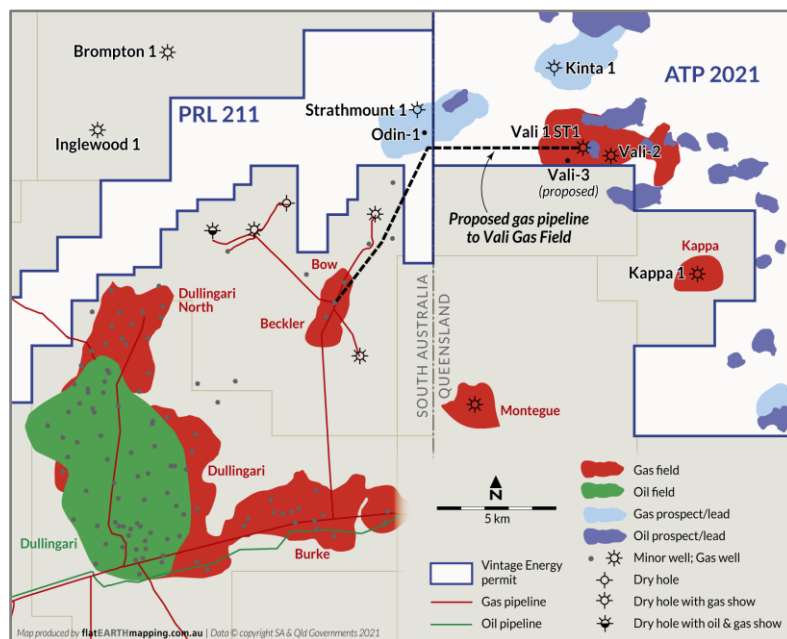 Brompton 1
Kinta 1
ATP 2021
PRL 211
Strathmount 1
Odin-1
Vali 1 ST1
Inglewood 1
Vali-2
Vali-3
(proposed)
Proposed gas pipeline
to Vali Gas Field
Kappa
Kappa 1
Bow
Dullingari
North
Beckler
SOUTH AUSTRALIA
QUEENSLAND
Montegue
Dullingari
Gas field
Oil field
Gas prospect/lead
Oil prospect/lead
N
5 km
Dullingari
Burke
Minor well; Gas well
Vintage Energy
permit
Dry hole
Gas pipeline
Dry hole with gas show
Oil pipeline
Dry hole with oil & gas show
Map produced by flatEARTHmapping.com.au | Data © copyright SA & Qld Governments 2021